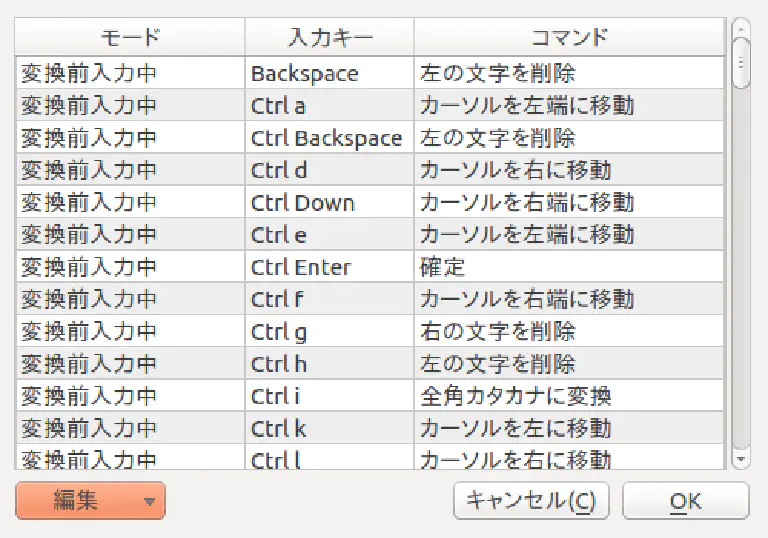 モード 入力キー コマンド
変換前入力中 Backspace 左の文字を削除
変換前入力中 Ctrl a カーソルを左端に移動
変換前入力中 Ctrl Backspace 左の文字を削除
変換前入力中 Ctrl d カーソルを右に移動
変換前入力中 Ctrl Down カーソルを右端に移動
変換前入力中 Ctrl e カーソルを左端に移動
変換前入力中 Ctrl Enter 確定
変換前入力中 Ctrl f カーソルを右端に移動
変換前入力中 Ctrl g 右の文字を削除
変換前入力中 Ctrl h 左の文字を削除
変換前入力中 Ctrl i 全角カタカナに変換
変換前入力中 Ctrl k カーソルを左に移動
変換前入力中 Ctrl l カーソルを右に移動
編集 キャンセル(C) OK